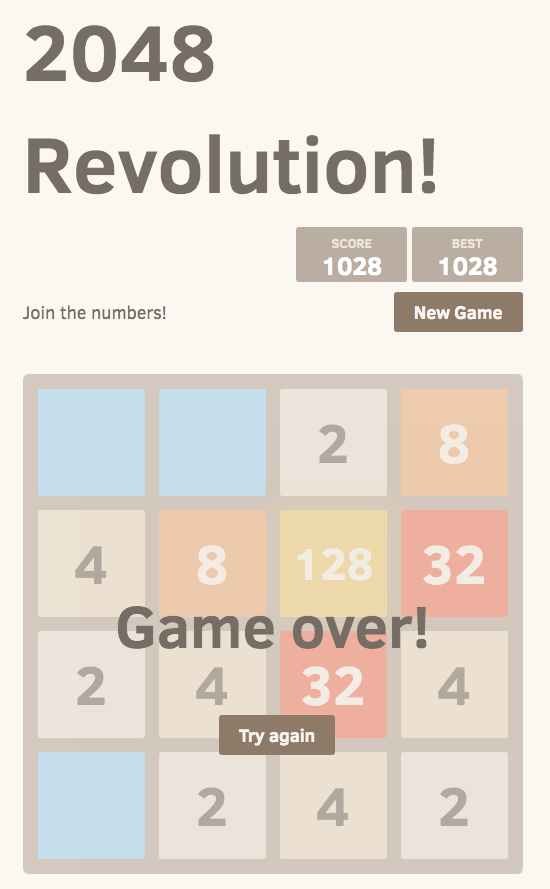 2048
Revolution!
SCORE BEST
1028 1028
Join the numbers! New Game
2 8
4 8 128 32
Game over!
2 4 32 4
Try again
2 4 2